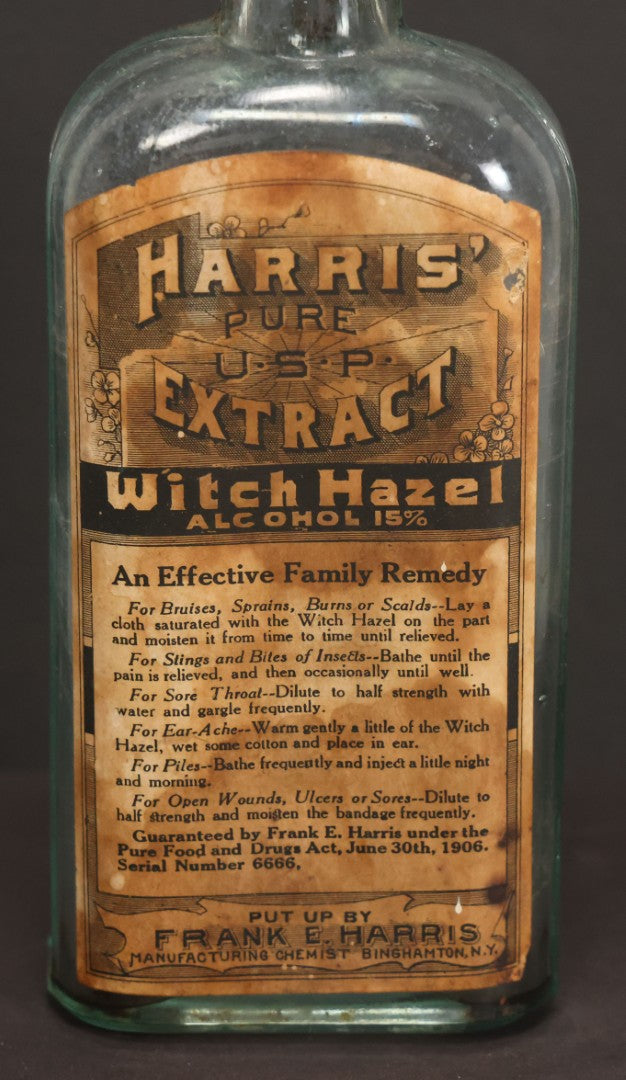 HARRIS'
PURE
U·S·P·
EXTRACT
Witch Hazel
ALCOHOL 15%
An Effective Family Remedy
For Bruises, Sprains, Burns or Scalds--Lay a
cloth saturated with the Witch Hazel on the part
and moisten it from time to time until relieved.
For Stings and Bites of Insects--Bathe until the
pain is relieved, and then occasionally until well.
For Sore Throat--Dilute to half strength with
water and gargle frequently.
For Ear-Ache--Warm gently a little of the Witch
Hazel, wet some cotton and place in ear.
For Piles--Bathe frequently and inject a little night
and morning.
For Open Wounds, Ulcers or Sores--Dilute to
half strength and moisten the bandage frequently.
Guaranteed by Frank E. Harris under the
Pure Food and Drugs Act, June 30th, 1906.
Serial Number 6666.
PUT UP BY
FRANK E. HARRIS
MANUFACTURING CHEMIST BINGHAMTON, N.Y.